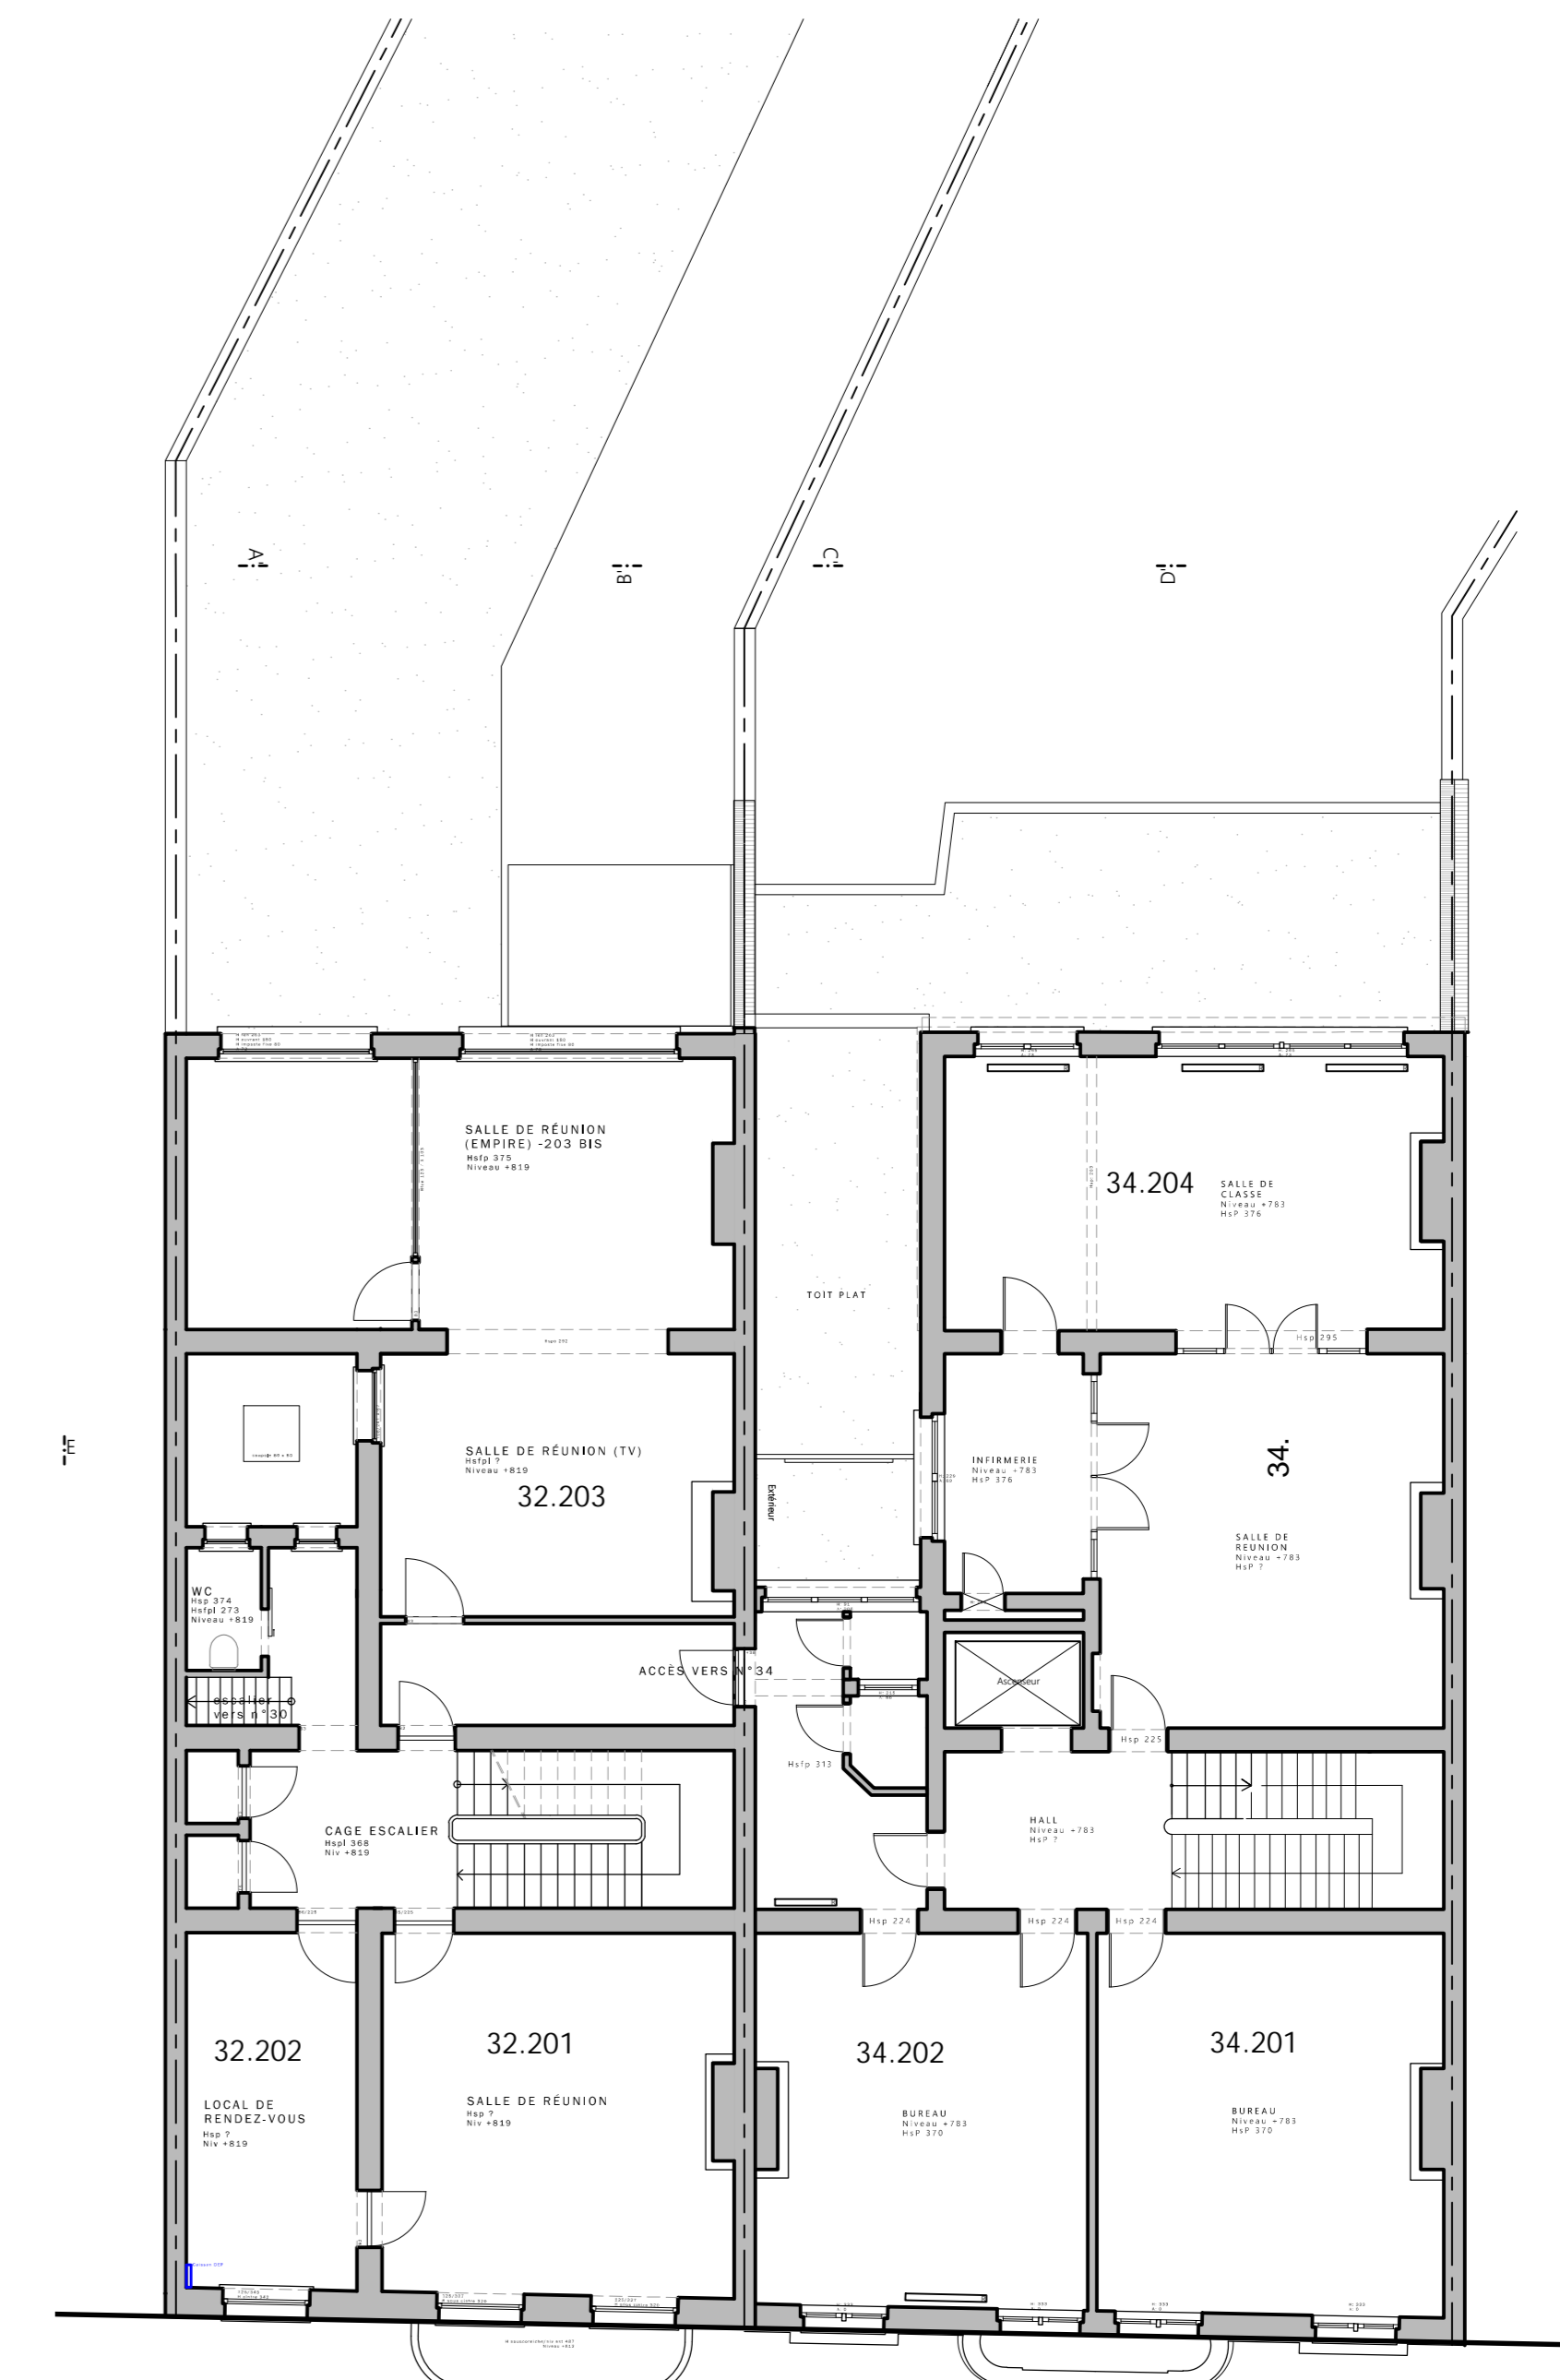 A'
B'
C'
D'
SALLE DE RÉUNION
(EMPIRE) -203 BIS
Hsfp 375
Niveau +819
34.204
SALLE DE
CLASSE
Niveau +783
HsP 376
TOIT PLAT
Hsp 295
E
SALLE DE RÉUNION (TV)
Hsfpl ?
Niveau +819
32.203
Extérieur
INFIRMERIE
Niveau +783
HsP 376
34.
SALLE DE
REUNION
Niveau +783
HsP ?
WC
Hsp 374
Hsfpl 273
Niveau +819
escalier
vers n°30
ACCÈS VERS N°34
Ascenseur
Hsfp 313
Hsp 225
CAGE ESCALIER
Hspl 368
Niv +819
HALL
Niveau +783
HsP ?
Hsp 224
Hsp 224
Hsp 224
32.202
LOCAL DE
RENDEZ-VOUS
Hsp ?
Niv +819
32.201
SALLE DE RÉUNION
Hsp ?
Niv +819
34.202
BUREAU
Niveau +783
HsP 370
34.201
BUREAU
Niveau +783
HsP 370